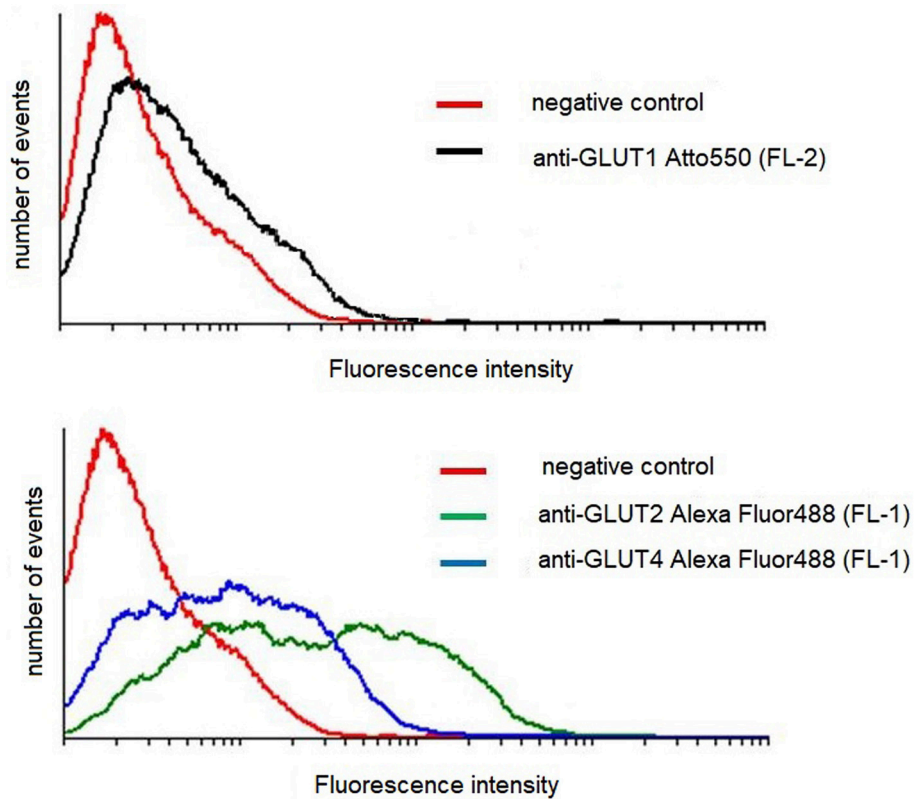 number of events
negative control
anti-GLUT1 Atto550 (FL-2)
Fluorescence intensity
number of events
negative control
anti-GLUT2 Alexa Fluor488 (FL-1)
anti-GLUT4 Alexa Fluor488 (FL-1)
Fluorescence intensity